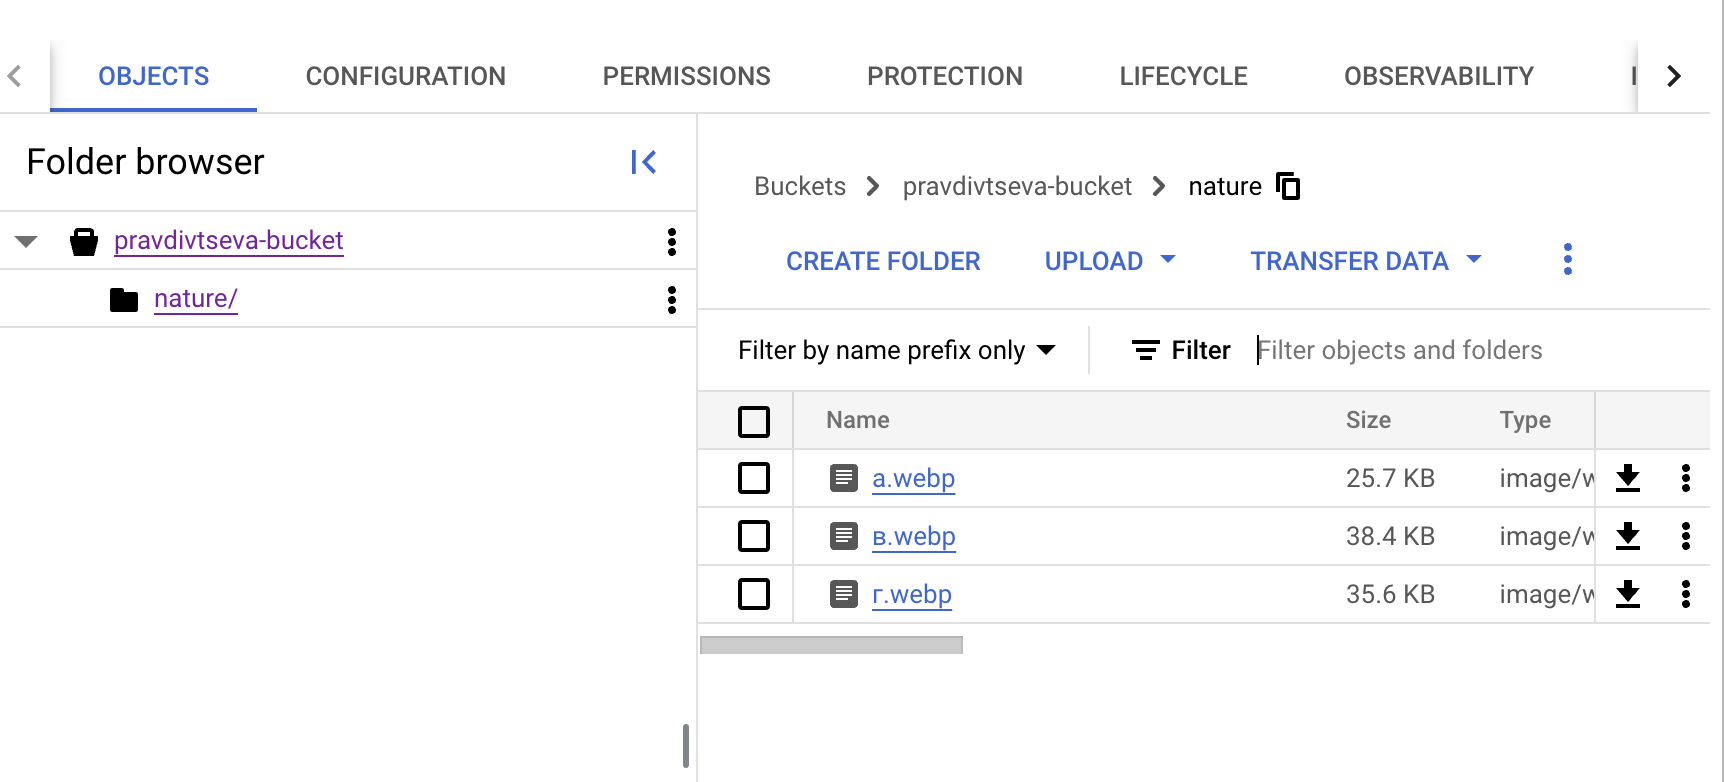 OBJECTS CONFIGURATION PERMISSIONS PROTECTION LIFECYCLE OBSERVABILITY
Folder browser
pravdivtseva-bucket
nature/
Buckets pravdivtseva-bucket nature
CREATE FOLDER UPLOAD TRANSFER DATA
Filter by name prefix only Filter Filter objects and folders
Name Size Type
а.webp 25.7 KB image/w
в.webp 38.4 KB image/w
г.webp 35.6 KB image/w